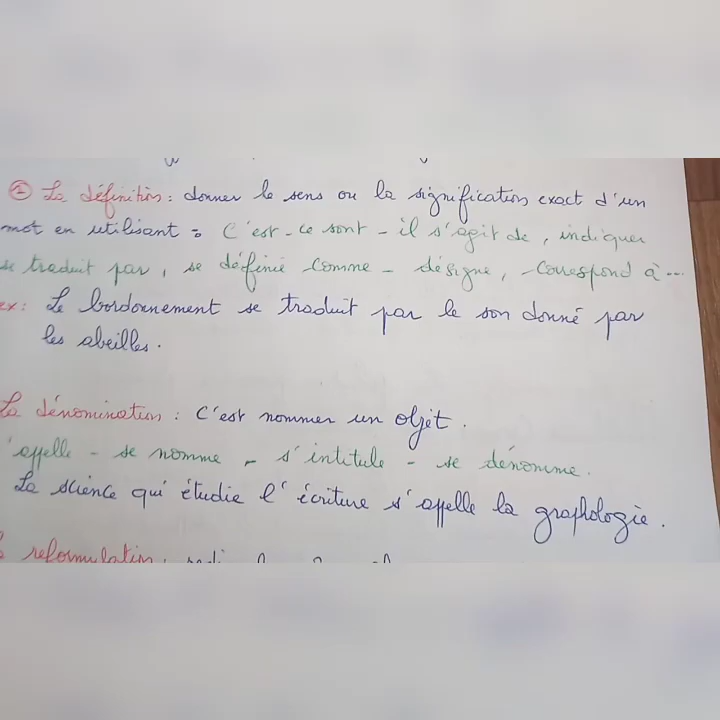 ② La définition : donner le sens ou la signification exact d'un
mot en utilisant : C'est - ce sont - il s'agit de, indiquer
se traduit par, se définie comme - désigne, - correspond à ...
ex : Le bordonnement se traduit par le son donné par
les abeilles.
La dénomination : c'est nommer un objet.
'appelle - se nomme - s'intitule - se dénomme.
La science qui étudie l'écriture s'appelle la graphologie.
reformulation :